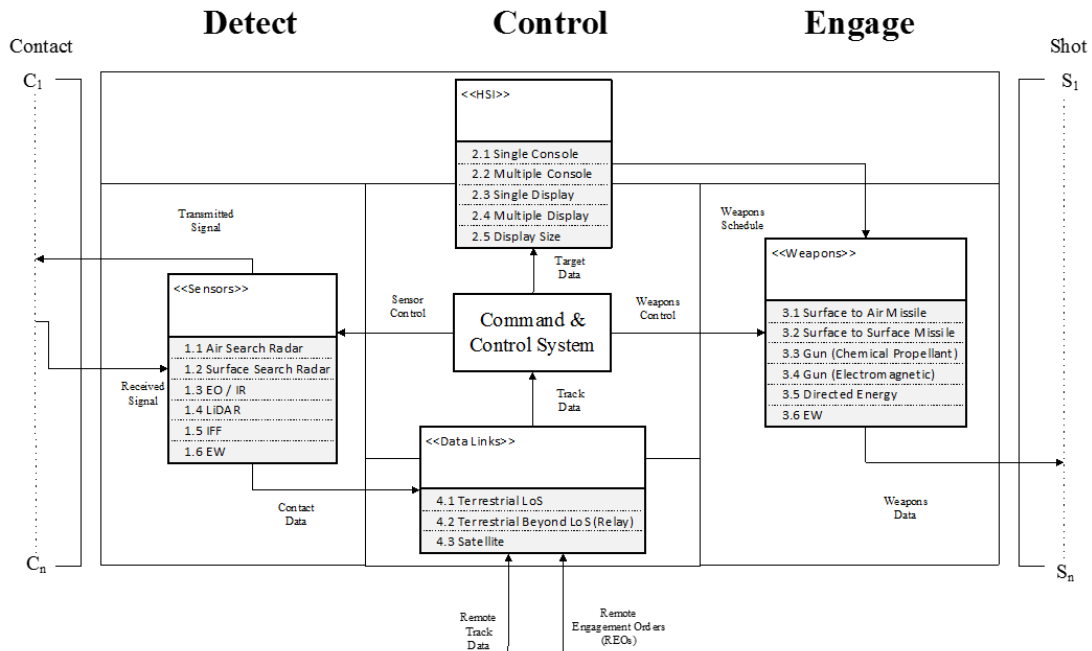 Detect
Control
Engage
Contact
Shot
C1
S1
<<HSI>>
2.1 Single Console
2.2 Multiple Console
2.3 Single Display
2.4 Multiple Display
2.5 Display Size
Transmitted
Signal
Weapons
Schedule
Target
Data
<<Sensors>>
1.1 Air Search Radar
1.2 Surface Search Radar
1.3 EO / IR
1.4 LiDAR
1.5 IFF
1.6 EW
Sensor
Control
Command &
Control System
Weapons
Control
<<Weapons>>
3.1 Surface to Air Missile
3.2 Surface to Surface Missile
3.3 Gun (Chemical Propellant)
3.4 Gun (Electromagnetic)
3.5 Directed Energy
3.6 EW
Received
Signal
Track
Data
<<Data Links>>
4.1 Terrestrial LoS
4.2 Terrestrial Beyond LoS (Relay)
4.3 Satellite
Contact
Data
Weapons
Data
Cn
Sn
Remote
Track
Data
Remote
Engagement Orders
(REOs)